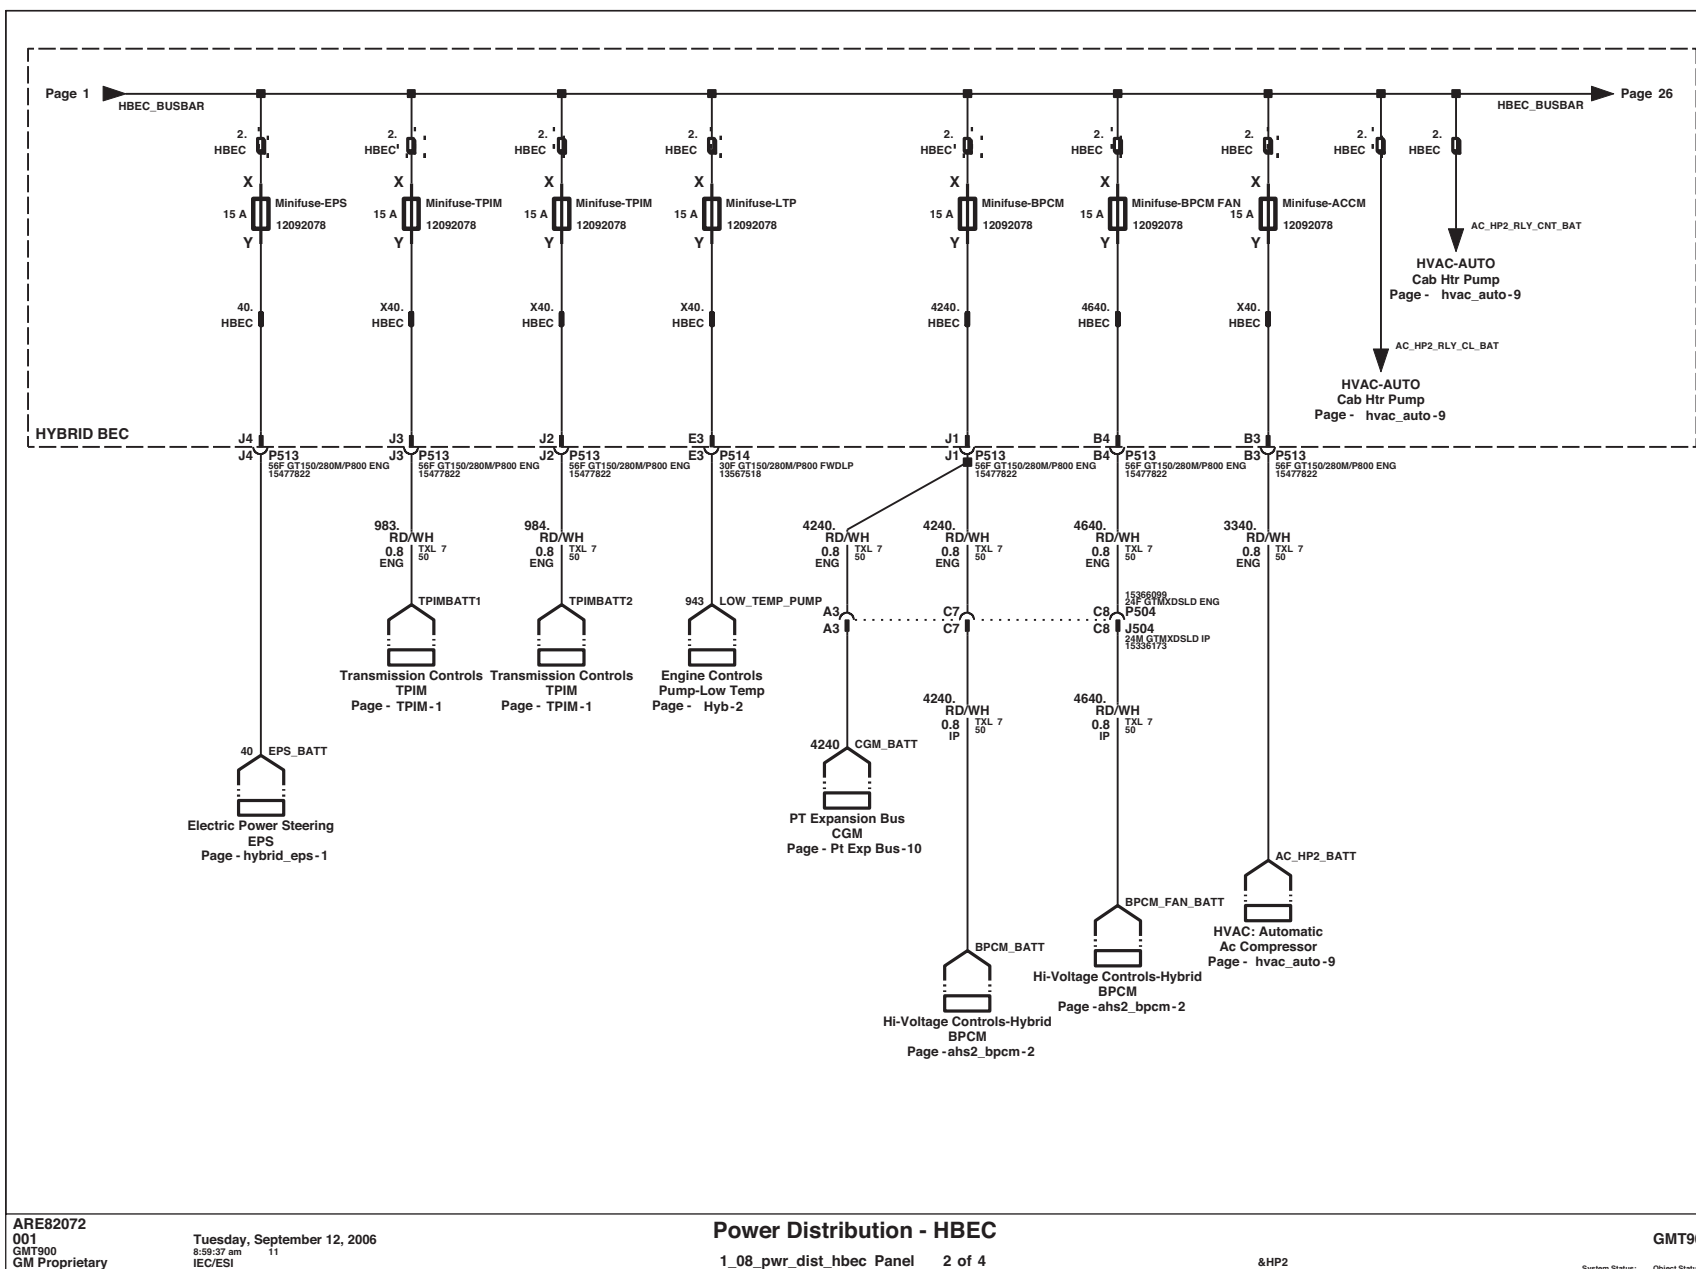 Page 1
HBEC_BUSBAR
HBEC_BUSBAR
Page 26
2.
HBEC
2.
HBEC
2.
HBEC
2.
HBEC
2.
HBEC
2.
HBEC
2.
HBEC
2.
HBEC
2.
HBEC
X
15 A
Minifuse-EPS
12092078
Y
X
15 A
Minifuse-TPIM
12092078
Y
X
15 A
Minifuse-TPIM
12092078
Y
X
15 A
Minifuse-LTP
12092078
Y
X
15 A
Minifuse-BPCM
12092078
Y
X
15 A
Minifuse-BPCM FAN
12092078
Y
X
15 A
Minifuse-ACCM
12092078
Y
AC_HP2_RLY_CNT_BAT
HVAC-AUTO
Cab Htr Pump
Page - hvac_auto-9
40.
HBEC
X40.
HBEC
X40.
HBEC
X40.
HBEC
4240.
HBEC
4640.
HBEC
X40.
HBEC
AC_HP2_RLY_CL_BAT
HVAC-AUTO
Cab Htr Pump
Page - hvac_auto-9
HYBRID BEC
J4
J4 P513
56F GT150/280M/P800 ENG
15477822
J3
J3 P513
56F GT150/280M/P800 ENG
15477822
J2
J2 P513
56F GT150/280M/P800 ENG
15477822
E3
E3 P514
30F GT150/280M/P800 FWDLP
13567518
J1
J1 P513
56F GT150/280M/P800 ENG
15477822
B4
B4 P513
56F GT150/280M/P800 ENG
15477822
B3
B3 P513
56F GT150/280M/P800 ENG
15477822
983.
RD/WH
0.8 TXL 7
ENG 50
984.
RD/WH
0.8 TXL 7
ENG 50
4240.
RD/WH
0.8 TXL 7
ENG 50
4240.
RD/WH
0.8 TXL 7
ENG 50
4640.
RD/WH
0.8 TXL 7
ENG 50
3340.
RD/WH
0.8 TXL 7
ENG 50
TPIMBATT1
TPIMBATT2
943 LOW_TEMP_PUMP
A3
A3
C7
C7
15366099
24F GTMXDSLD ENG
C8 P504
C8 J504
24M GTMXDSLD IP
15336173
Transmission Controls
TPIM
Page - TPIM-1
Transmission Controls
TPIM
Page - TPIM-1
Engine Controls
Pump-Low Temp
Page - Hyb-2
4240.
RD/WH
0.8 TXL 7
IP 50
4640.
RD/WH
0.8 TXL 7
IP 50
40 EPS_BATT
4240 CGM_BATT
Electric Power Steering
EPS
Page - hybrid_eps-1
PT Expansion Bus
CGM
Page - Pt Exp Bus-10
AC_HP2_BATT
BPCM_FAN_BATT
HVAC: Automatic
Ac Compressor
Page - hvac_auto-9
BPCM_BATT
Hi-Voltage Controls-Hybrid
BPCM
Page -ahs2_bpcm-2
Hi-Voltage Controls-Hybrid
BPCM
Page -ahs2_bpcm-2
ARE82072
001
GMT900
GM Proprietary
Tuesday, September 12, 2006
8:59:37 am 11
IEC/ESI
Power Distribution - HBEC
1_08_pwr_dist_hbec Panel 2 of 4
&HP2
System Status: